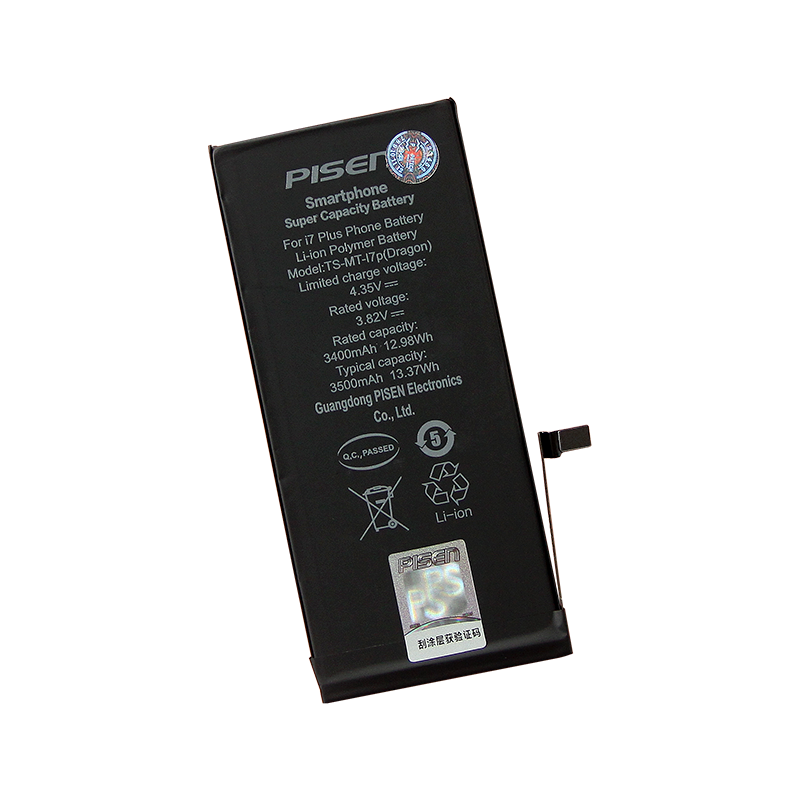 PISEN
Smartphone
Super Capacity Battery
For i7 Plus Phone Battery
Li-ion Polymer Battery
Model:TS-MT-I7p(Dragon)
Limited charge voltage:
4.35V⎓
Rated voltage:
3.82V⎓
Rated capacity:
3400mAh 12.98Wh
Typical capacity:
3500mAh 13.37Wh
Guangdong PISEN Electronics
Co., Ltd.
Q.C.,PASSED
5
Li-ion
PISEN
刮涂层获验证码